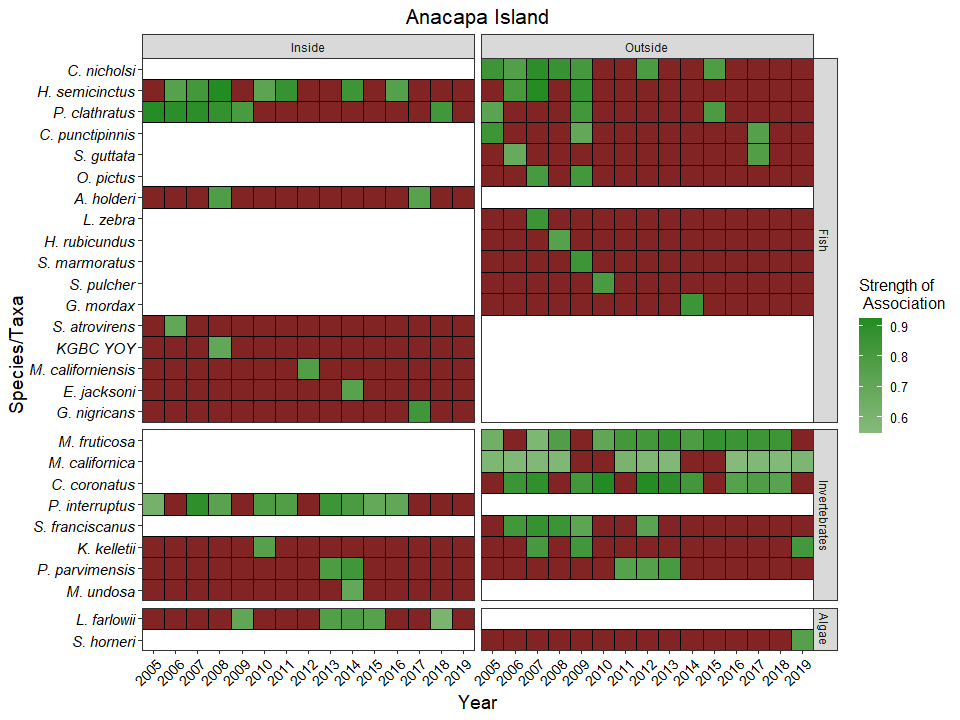 Anacapa Island
Inside
Outside
C. nicholsi
H. semicinctus
P. clathratus
C. punctipinnis
S. guttata
O. pictus
A. holderi
L. zebra
H. rubicundus
S. marmoratus
S. pulcher
G. mordax
S. atrovirens
KGBC YOY
M. californiensis
E. jacksoni
G. nigricans
Fish
M. fruticosa
M. californica
C. coronatus
P. interruptus
S. franciscanus
K. kelletii
P. parvimensis
M. undosa
Invertebrates
L. farlowii
S. horneri
Algae
Species/Taxa
2005 2006 2007 2008 2009 2010 2011 2012 2013 2014 2015 2016 2017 2018 2019
2005 2006 2007 2008 2009 2010 2011 2012 2013 2014 2015 2016 2017 2018 2019
Year
Strength of
Association
0.9
0.8
0.7
0.6